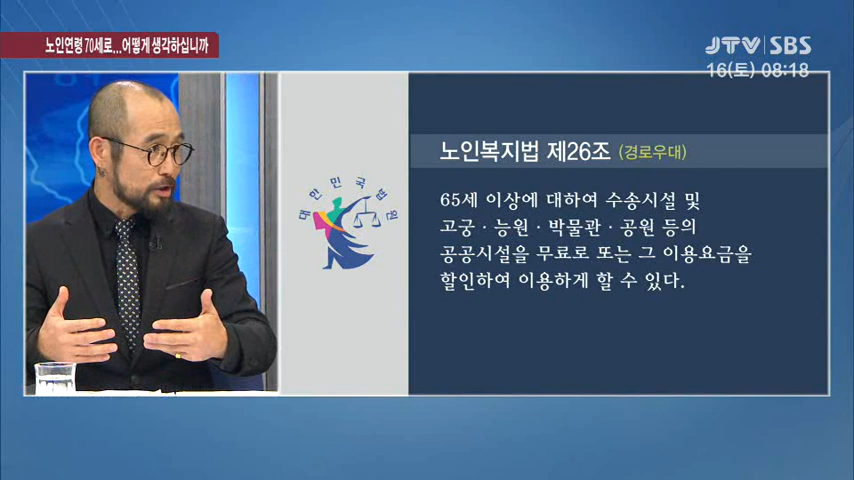 노인연령 70세로...어떻게 생각하십니까
JTV SBS
16(토) 08:18
대한민국법원
노인복지법 제26조 (경로우대)
65세 이상에 대하여 수송시설 및
고궁·능원·박물관·공원 등의
공공시설을 무료로 또는 그 이용요금을
할인하여 이용하게 할 수 있다.